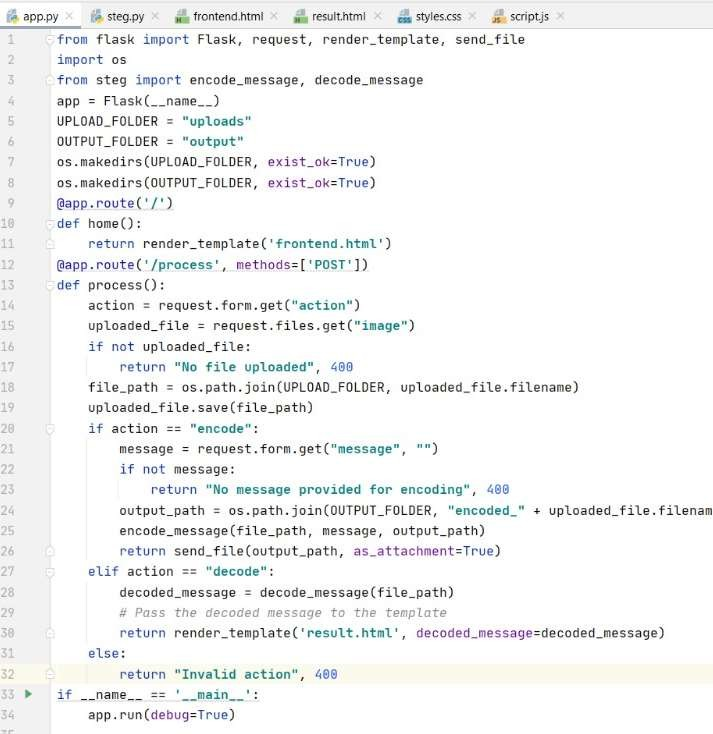 app.py × steg.py × frontend.html × result.html × styles.css × script.js ×
1 from flask import Flask, request, render_template, send_file
2 import os
3 from steg import encode_message, decode_message
4 app = Flask(__name__)
5 UPLOAD_FOLDER = "uploads"
6 OUTPUT_FOLDER = "output"
7 os.makedirs(UPLOAD_FOLDER, exist_ok=True)
8 os.makedirs(OUTPUT_FOLDER, exist_ok=True)
9 @app.route('/')
10 def home():
11     return render_template('frontend.html')
12 @app.route('/process', methods=['POST'])
13 def process():
14     action = request.form.get("action")
15     uploaded_file = request.files.get("image")
16     if not uploaded_file:
17         return "No file uploaded", 400
18     file_path = os.path.join(UPLOAD_FOLDER, uploaded_file.filename)
19     uploaded_file.save(file_path)
20     if action == "encode":
21         message = request.form.get("message", "")
22         if not message:
23             return "No message provided for encoding", 400
24         output_path = os.path.join(OUTPUT_FOLDER, "encoded_" + uploaded_file.filenam
25         encode_message(file_path, message, output_path)
26         return send_file(output_path, as_attachment=True)
27     elif action == "decode":
28         decoded_message = decode_message(file_path)
29         # Pass the decoded message to the template
30         return render_template('result.html', decoded_message=decoded_message)
31     else:
32         return "Invalid action", 400
33 if __name__ == '__main__':
34     app.run(debug=True)